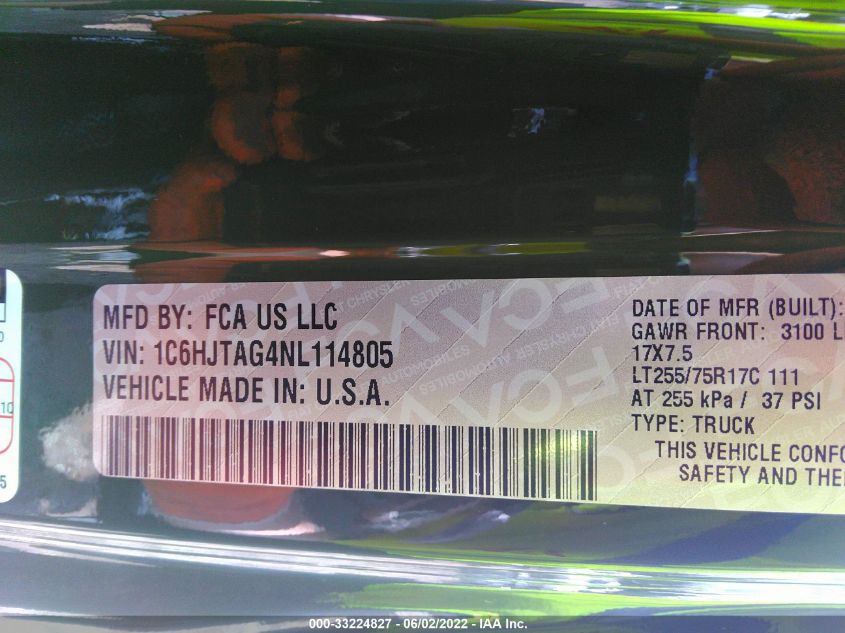 MFD BY: FCA US LLC
VIN: 1C6HJTAG4NL114805
VEHICLE MADE IN: U.S.A.
DATE OF MFR (BUILT):
GAWR FRONT: 3100 L
17X7.5
LT255/75R17C 111
AT 255 kPa / 37 PSI
TYPE: TRUCK
THIS VEHICLE CONFO
SAFETY AND THE
000-33224827 - 06/02/2022 - IAA Inc.